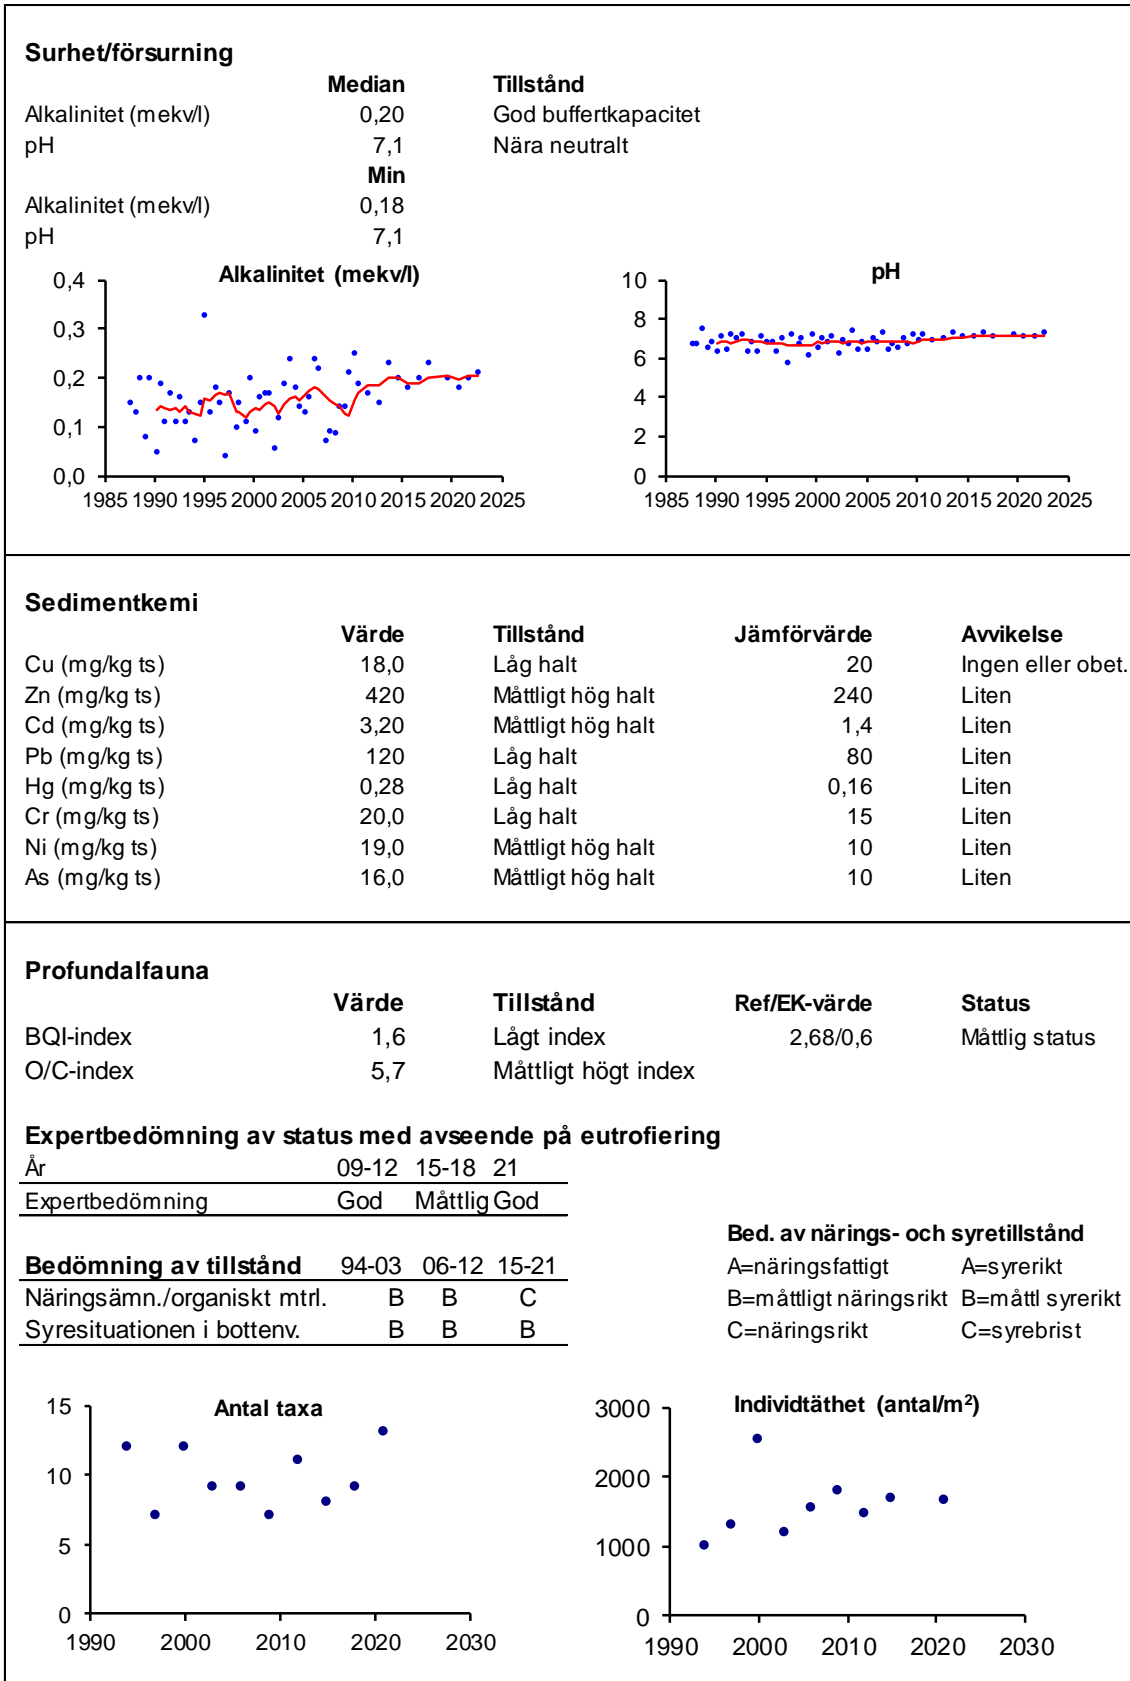 Surhet/försurning
Median Tillstånd
Alkalinitet (mekv/l) 0,20 God buffertkapacitet
pH 7,1 Nära neutralt
Min
Alkalinitet (mekv/l) 0,18
pH 7,1
Alkalinitet (mekv/l)
0,4
0,3
0,2
0,1
0,0
1985 1990 1995 2000 2005 2010 2015 2020 2025
pH
10
8
6
4
2
0
1985 1990 1995 2000 2005 2010 2015 2020 2025
Sedimentkemi
Värde Tillstånd Jämförvärde Avvikelse
Cu (mg/kg ts) 18,0 Låg halt 20 Ingen eller obet.
Zn (mg/kg ts) 420 Måttligt hög halt 240 Liten
Cd (mg/kg ts) 3,20 Måttligt hög halt 1,4 Liten
Pb (mg/kg ts) 120 Låg halt 80 Liten
Hg (mg/kg ts) 0,28 Låg halt 0,16 Liten
Cr (mg/kg ts) 20,0 Låg halt 15 Liten
Ni (mg/kg ts) 19,0 Måttligt hög halt 10 Liten
As (mg/kg ts) 16,0 Måttligt hög halt 10 Liten
Profundalfauna
Värde Tillstånd Ref/EK-värde Status
BQI-index 1,6 Lågt index 2,68/0,6 Måttlig status
O/C-index 5,7 Måttligt högt index
Expertbedömning av status med avseende på eutrofiering
År 09-12 15-18 21
Expertbedömning God Måttlig God
Bedömning av tillstånd 94-03 06-12 15-21
Näringsämn./organiskt mtrl. B B C
Syresituationen i bottenv. B B B
Bed. av närings- och syretillstånd
A=näringsfattigt A=syrerikt
B=måttligt näringsrikt B=måttl syrerikt
C=näringsrikt C=syrebrist
Antal taxa
15
10
5
0
1990 2000 2010 2020 2030
Individtäthet (antal/m²)
3000
2000
1000
0
1990 2000 2010 2020 2030